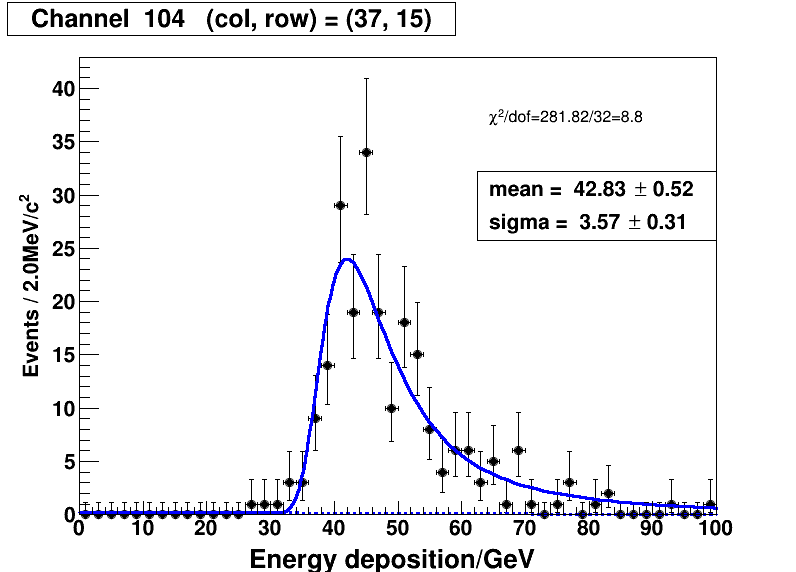 Channel 104 (col, row) = (37, 15)
χ²/dof=281.82/32=8.8
mean = 42.83 ± 0.52
sigma = 3.57 ± 0.31
Events / 2.0MeV/c²
40
35
30
25
20
15
10
5
0
0 10 20 30 40 50 60 70 80 90 100
Energy deposition/GeV